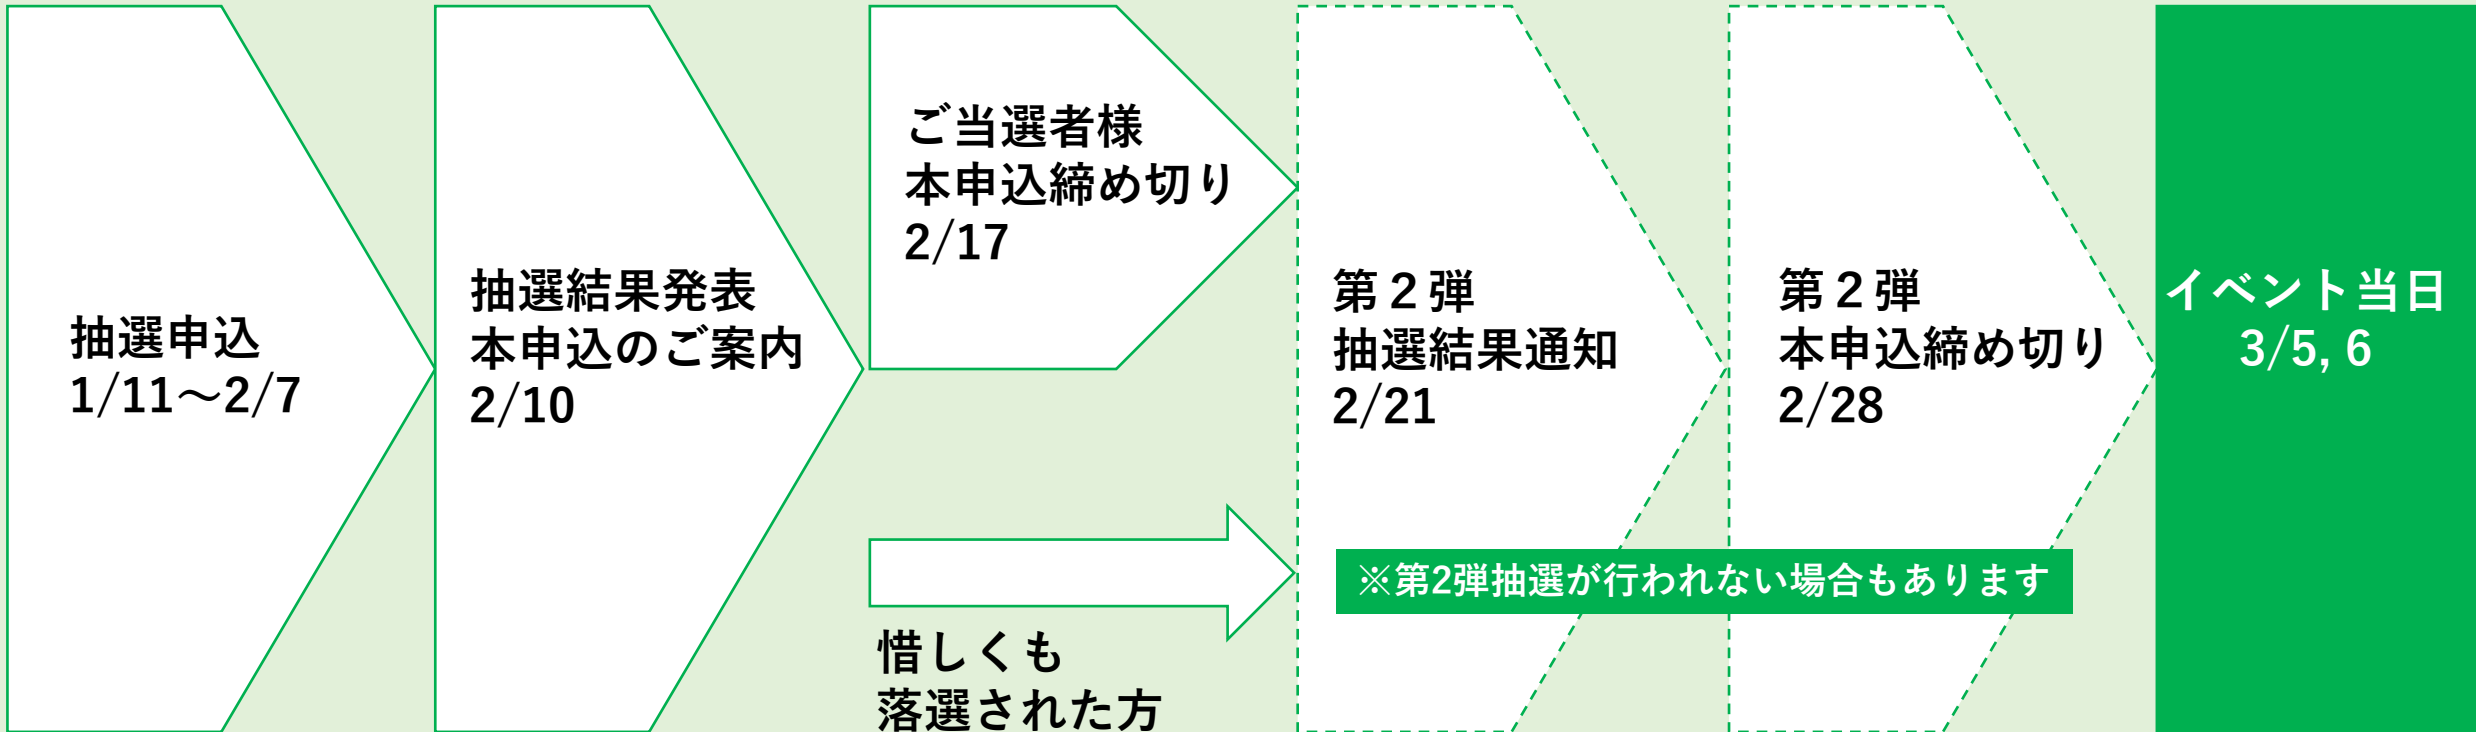 抽選申込
1/11～2/7
抽選結果発表
本申込のご案内
2/10
ご当選者様
本申込締め切り
2/17
惜しくも
落選された方
第２弾
抽選結果通知
2/21
第２弾
本申込締め切り
2/28
※第2弾抽選が行われない場合もあります
イベント当日
3/5, 6